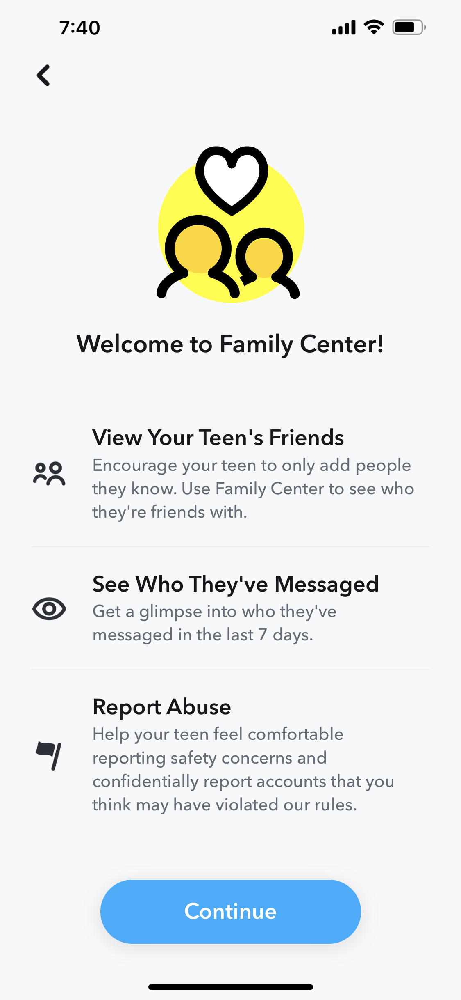 7:40
Welcome to Family Center!
View Your Teen's Friends
Encourage your teen to only add people
they know. Use Family Center to see who
they're friends with.
See Who They've Messaged
Get a glimpse into who they've
messaged in the last 7 days.
Report Abuse
Help your teen feel comfortable
reporting safety concerns and
confidentially report accounts that you
think may have violated our rules.
Continue